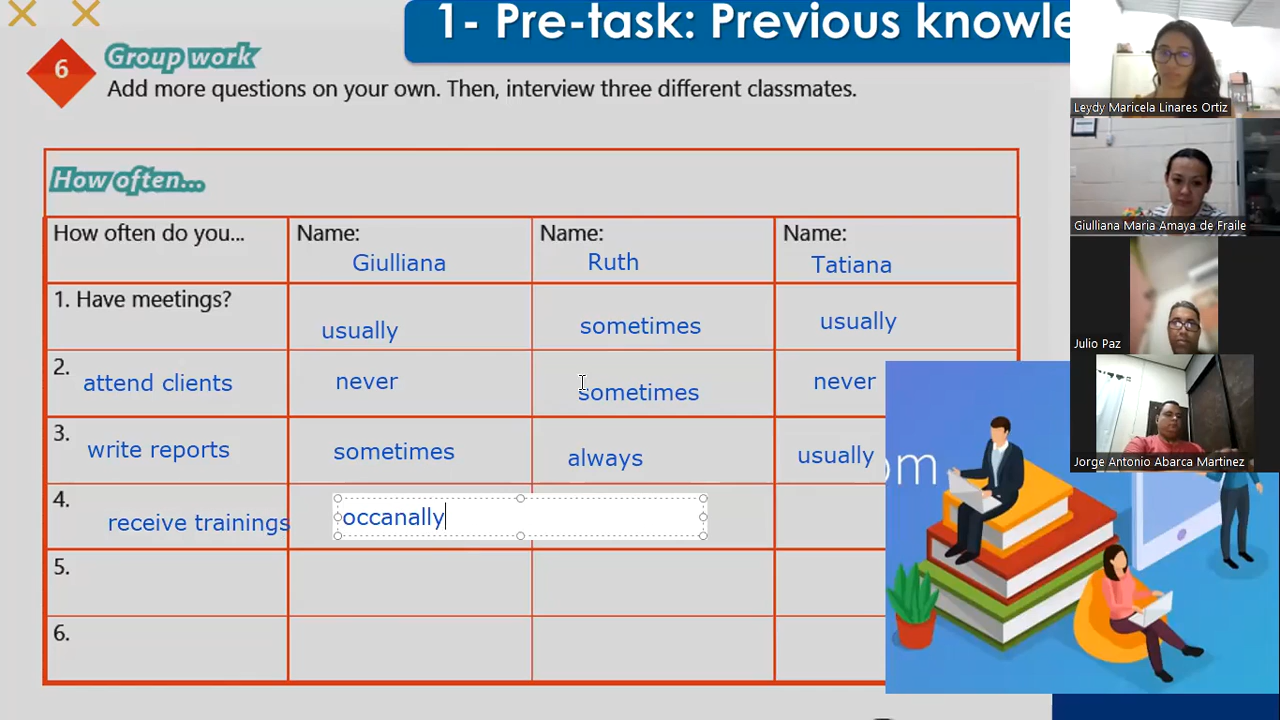 1- Pre-task: Previous knowle
6
Group work
Add more questions on your own. Then, interview three different classmates.
How often...
How often do you...
Name:
Name:
Name:
Giulliana
Ruth
Tatiana
1. Have meetings?
usually
sometimes
usually
2.
attend clients
never
sometimes
never
3.
write reports
sometimes
always
usually
4.
receive trainings
occanally
5.
6.
om
Leydy Maricela Linares Ortiz
Giulliana Maria Amaya de Fraile
Julio Paz
Jorge Antonio Abarca Martinez